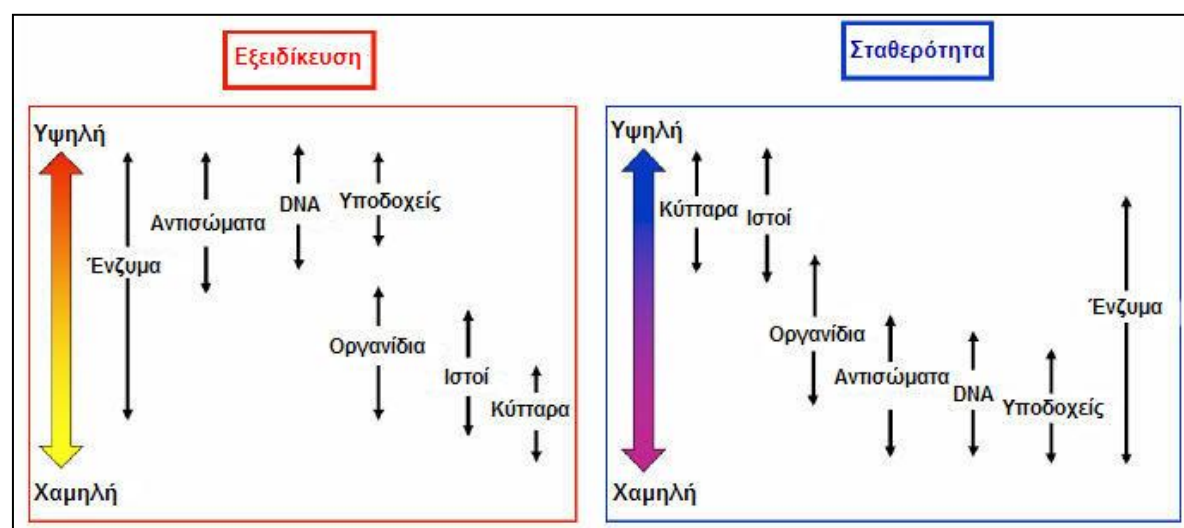 Εξειδίκευση
Υψηλή
Ένζυμα
Αντισώματα
DNA
Υποδοχείς
Οργανίδια
Ιστοί
Κύτταρα
Χαμηλή
Σταθερότητα
Υψηλή
Κύτταρα
Ιστοί
Οργανίδια
Αντισώματα
DNA
Υποδοχείς
Ένζυμα
Χαμηλή